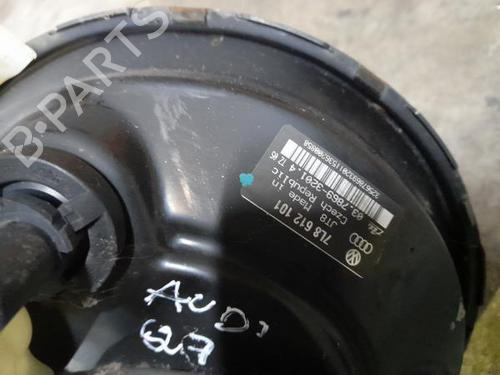 B-PARTS
7L8 612 101
JTB
Made in
Czech Republic
03.7869-3201.4
AUDI
Q7